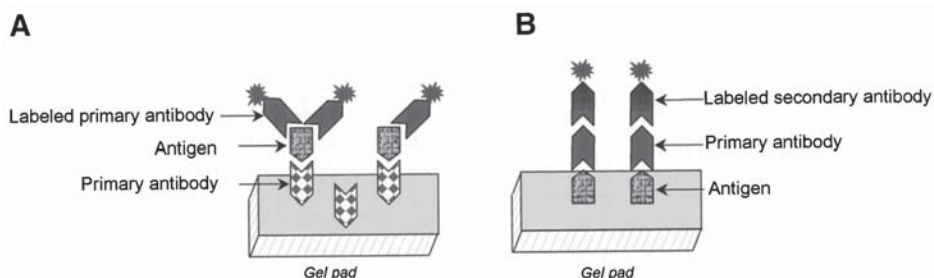 A
Labeled primary antibody
Antigen
Primary antibody
Gel pad
B
Labeled secondary antibody
Primary antibody
Antigen
Gel pad